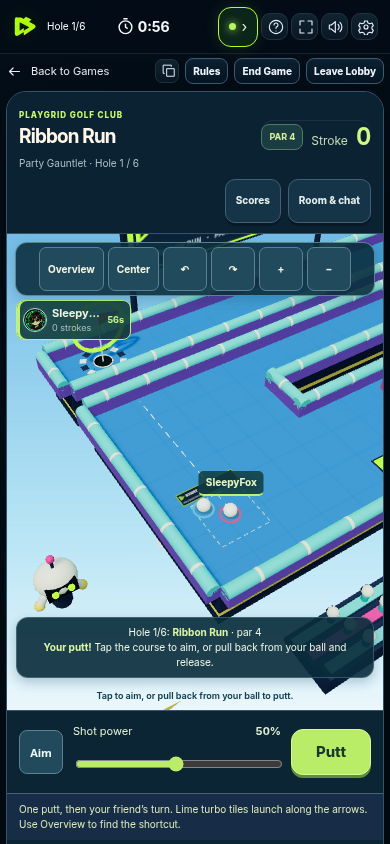 Hole 1/6
0:56
Back to Games
Rules
End Game
Leave Lobby
PLAYGRID GOLF CLUB
Ribbon Run
PAR 4
Stroke 0
Party Gauntlet · Hole 1 / 6
Scores
Room & chat
Overview
Center
↶
↷
+
−
Sleepy...
56s
0 strokes
SleepyFox
Hole 1/6: Ribbon Run · par 4
Your putt! Tap the course to aim, or pull back from your ball and
release.
Tap to aim, or pull back from your ball to putt.
Aim
Shot power
50%
Putt
One putt, then your friend's turn. Lime turbo tiles launch along the arrows.
Use Overview to find the shortcut.